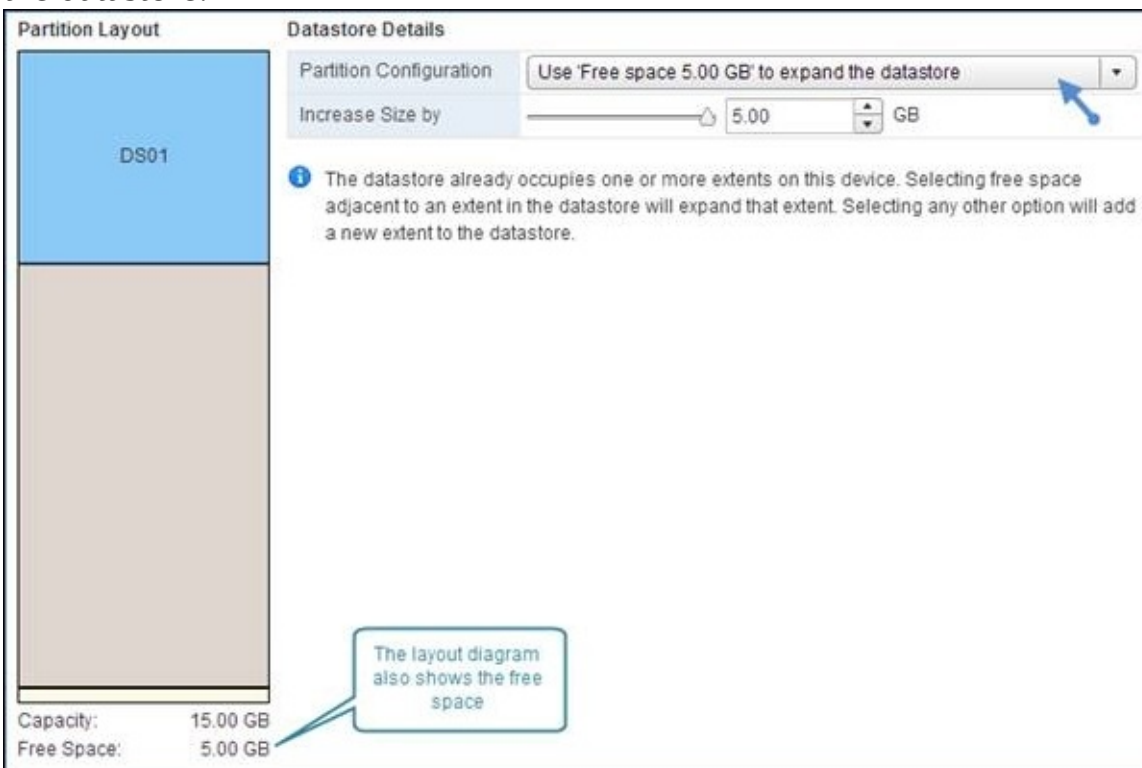 the datastore.
Partition Layout
Datastore Details
DS01
Partition Configuration
Use 'Free space 5.00 GB' to expand the datastore
Increase Size by
5.00
GB
The datastore already occupies one or more extents on this device. Selecting free space
adjacent to an extent in the datastore will expand that extent. Selecting any other option will add
a new extent to the datastore.
The layout diagram
also shows the free
space
Capacity: 15.00 GB
Free Space: 5.00 GB